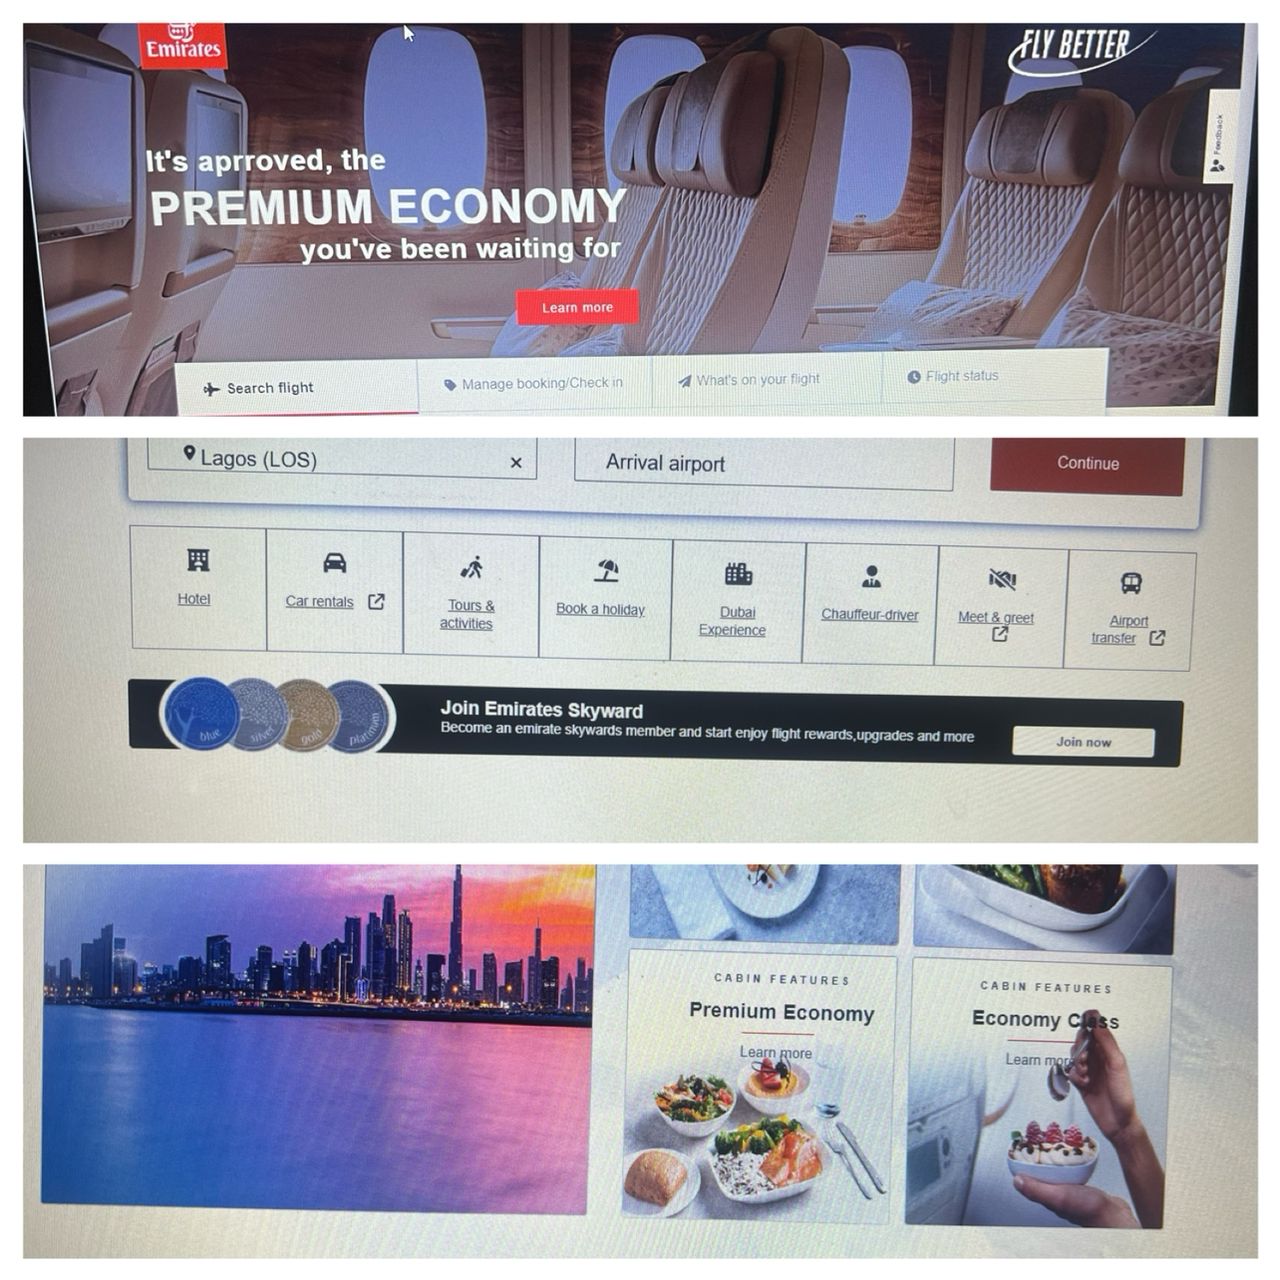 Emirates
FLY BETTER
Feedback
It's aprroved, the
PREMIUM ECONOMY
you've been waiting for
Learn more
Search flight
Manage booking/Check in
What's on your flight
Flight status
Lagos (LOS)
Arrival airport
Continue
Hotel
Car rentals
Tours &
activities
Book a holiday
Dubai
Experience
Chauffeur-driver
Meet & greet
Airport
transfer
blue
silver
gold
platinum
Join Emirates Skyward
Become an emirate skywards member and start enjoy flight rewards,upgrades and more
Join now
CABIN FEATURES
Premium Economy
Learn more
CABIN FEATURES
Economy Class
Learn more